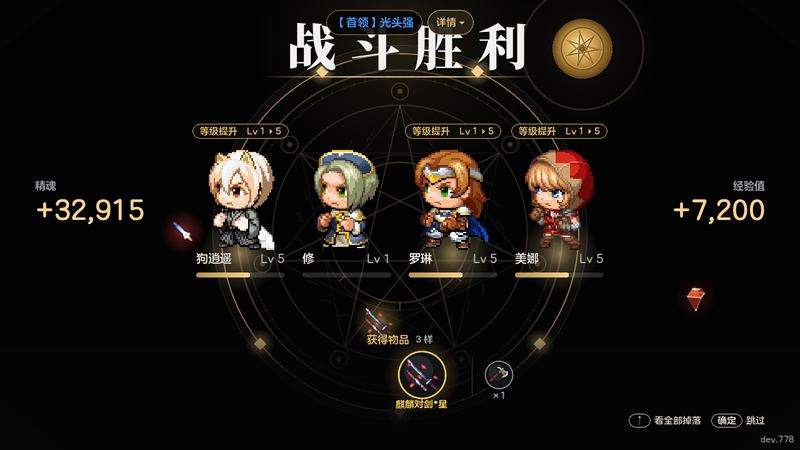 【首领】光头强
详情
战斗胜利
等级提升 Lv 1 5
等级提升 Lv 1 5
等级提升 Lv 1 5
精魂
+32,915
经验值
+7,200
狗逍遥 Lv 5
修 Lv 1
罗琳 Lv 5
美娜 Lv 5
获得物品 3 样
麒麟对剑*星
×1
↑ 看全部掉落 确定 跳过
dev.778